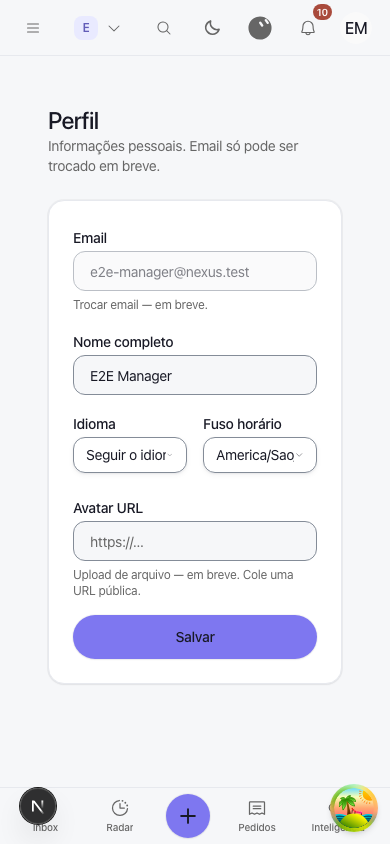 E
10
EM
Perfil
Informações pessoais. Email só pode ser
trocado em breve.
Email
e2e-manager@nexus.test
Trocar email — em breve.
Nome completo
E2E Manager
Idioma
Fuso horário
Seguir o idior
America/Sao
Avatar URL
https://...
Upload de arquivo — em breve. Cole uma
URL pública.
Salvar
N
Inbox
Radar
Pedidos